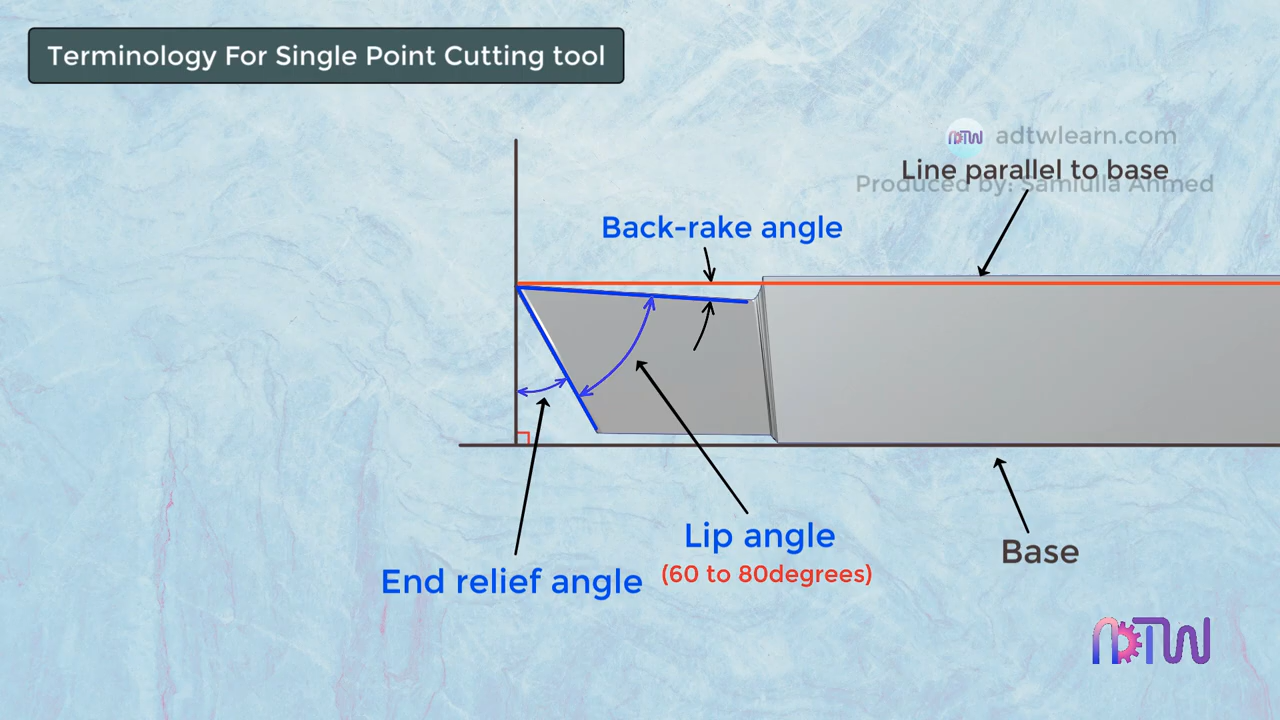 Terminology For Single Point Cutting tool
adtwlearn.com
Line parallel to base
Produced by: Samiulla Ahmed
Back-rake angle
Lip angle
(60 to 80degrees)
End relief angle
Base
ADTW